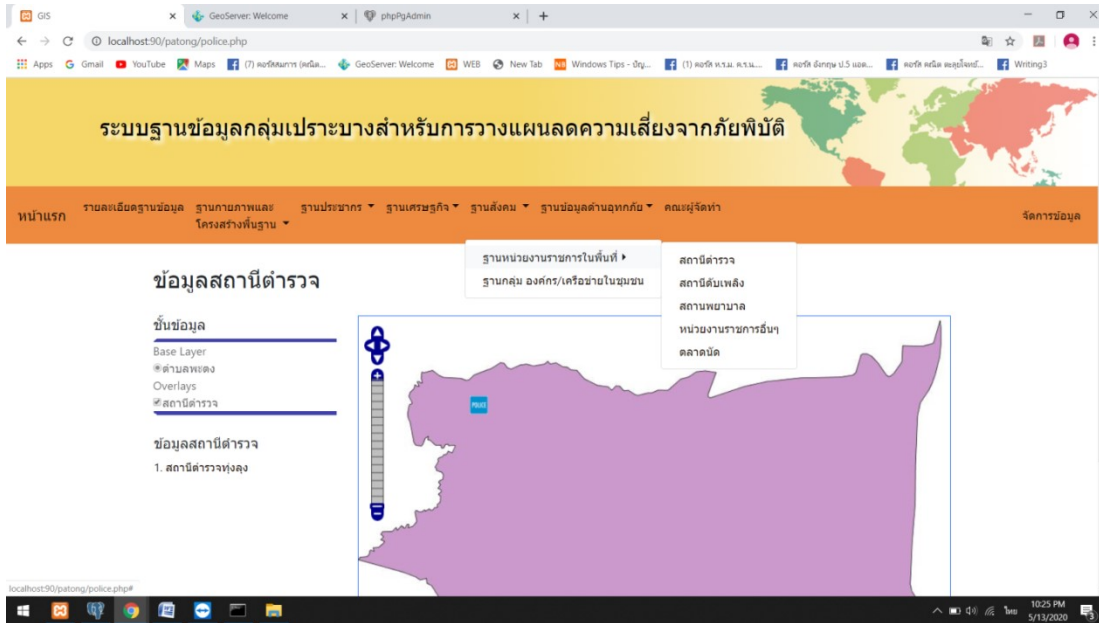 GIS
GeoServer: Welcome
phpPgAdmin
localhost:90/patong/police.php
Apps
Gmail
YouTube
Maps
GeoServer: Welcome
WEB
New Tab
Writing3
ระบบฐานข้อมูลกลุ่มเปราะบางสำหรับการวางแผนลดความเสี่ยงจากภัยพิบัติ
หน้าแรก
รายละเอียดฐานข้อมูล
ฐานกายภาพและ
โครงสร้างพื้นฐาน
ฐานประชากร
ฐานเศรษฐกิจ
ฐานสังคม
ฐานข้อมูลด้านอุทกภัย
คณะผู้จัดทำ
จัดการข้อมูล
ฐานหน่วยงานราชการในพื้นที่
ฐานกลุ่ม องค์กร/เครือข่ายในชุมชน
สถานีตำรวจ
สถานีดับเพลิง
สถานพยาบาล
หน่วยงานราชการอื่นๆ
ตลาดนัด
ข้อมูลสถานีตำรวจ
ชั้นข้อมูล
Base Layer
ตำบลพะตง
Overlays
สถานีตำรวจ
ข้อมูลสถานีตำรวจ
1. สถานีตำรวจทุ่งลุง
POLICE
localhost:90/patong/police.php#
ไทย
10:25 PM
5/13/2020